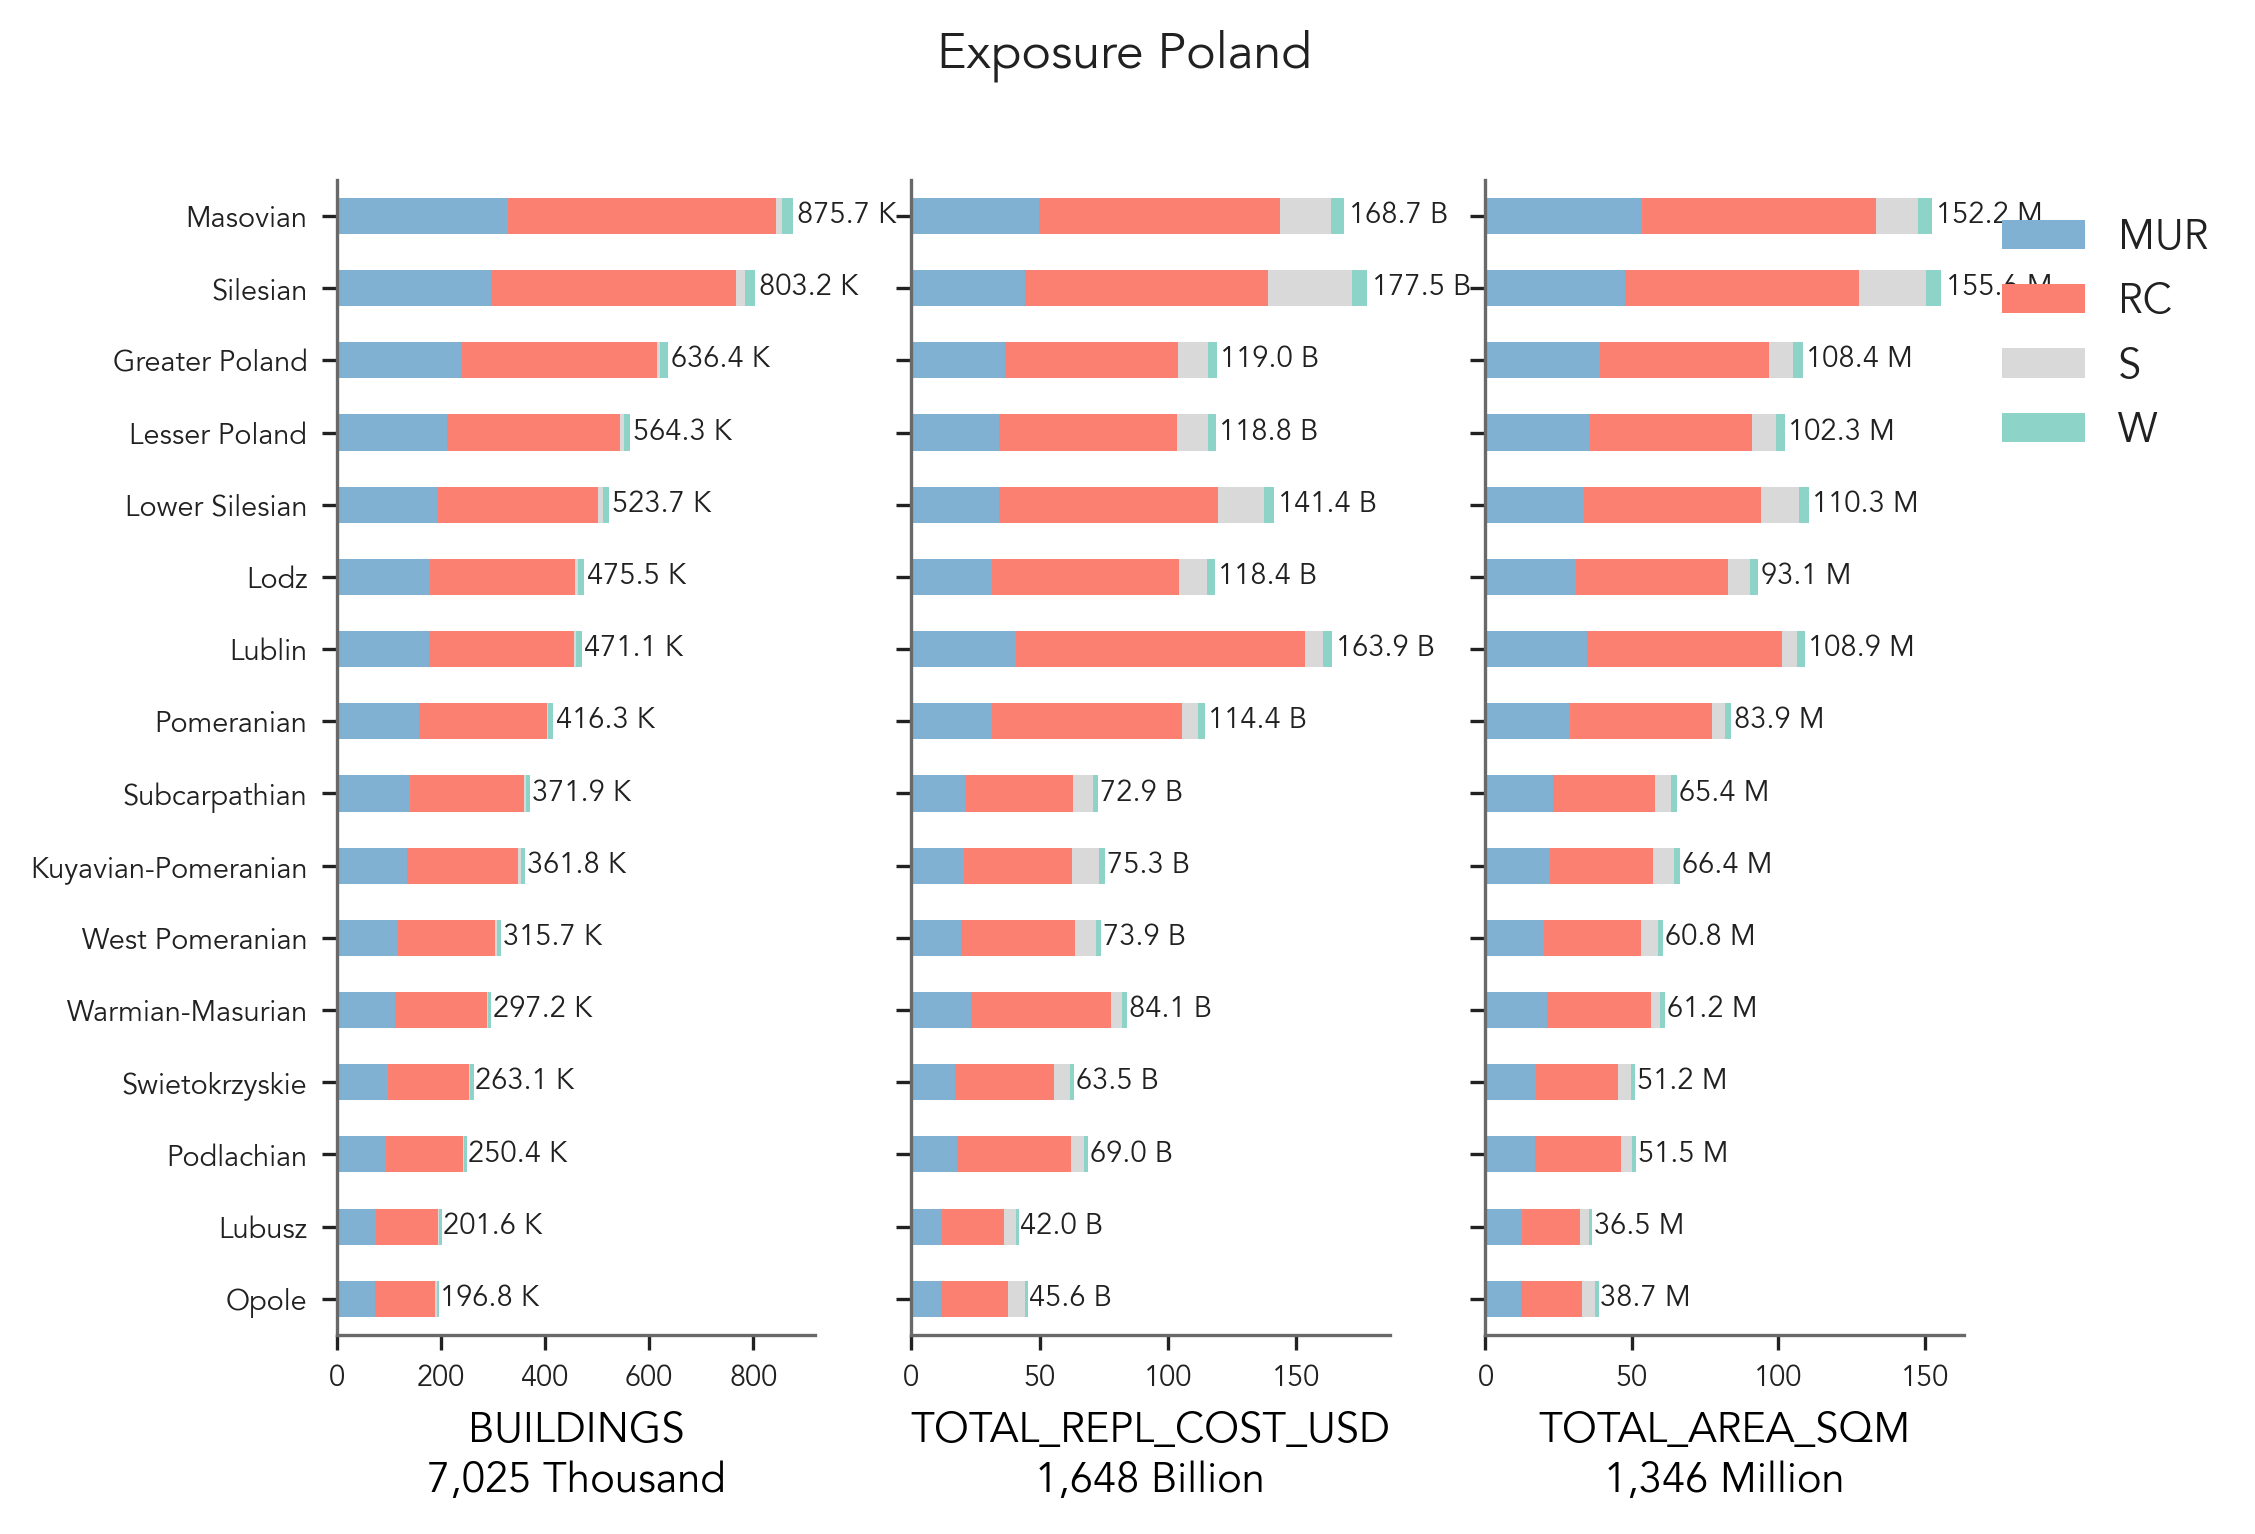 Exposure Poland
Masovian 875.7 K 168.7 B 152.2 M
Silesian 803.2 K 177.5 B 155.6 M
Greater Poland 636.4 K 119.0 B 108.4 M
Lesser Poland 564.3 K 118.8 B 102.3 M
Lower Silesian 523.7 K 141.4 B 110.3 M
Lodz 475.5 K 118.4 B 93.1 M
Lublin 471.1 K 163.9 B 108.9 M
Pomeranian 416.3 K 114.4 B 83.9 M
Subcarpathian 371.9 K 72.9 B 65.4 M
Kuyavian-Pomeranian 361.8 K 75.3 B 66.4 M
West Pomeranian 315.7 K 73.9 B 60.8 M
Warmian-Masurian 297.2 K 84.1 B 61.2 M
Swietokrzyskie 263.1 K 63.5 B 51.2 M
Podlachian 250.4 K 69.0 B 51.5 M
Lubusz 201.6 K 42.0 B 36.5 M
Opole 196.8 K 45.6 B 38.7 M
0 200 400 600 800
0 50 100 150
0 50 100 150
BUILDINGS
7,025 Thousand
TOTAL_REPL_COST_USD
1,648 Billion
TOTAL_AREA_SQM
1,346 Million
MUR
RC
S
W